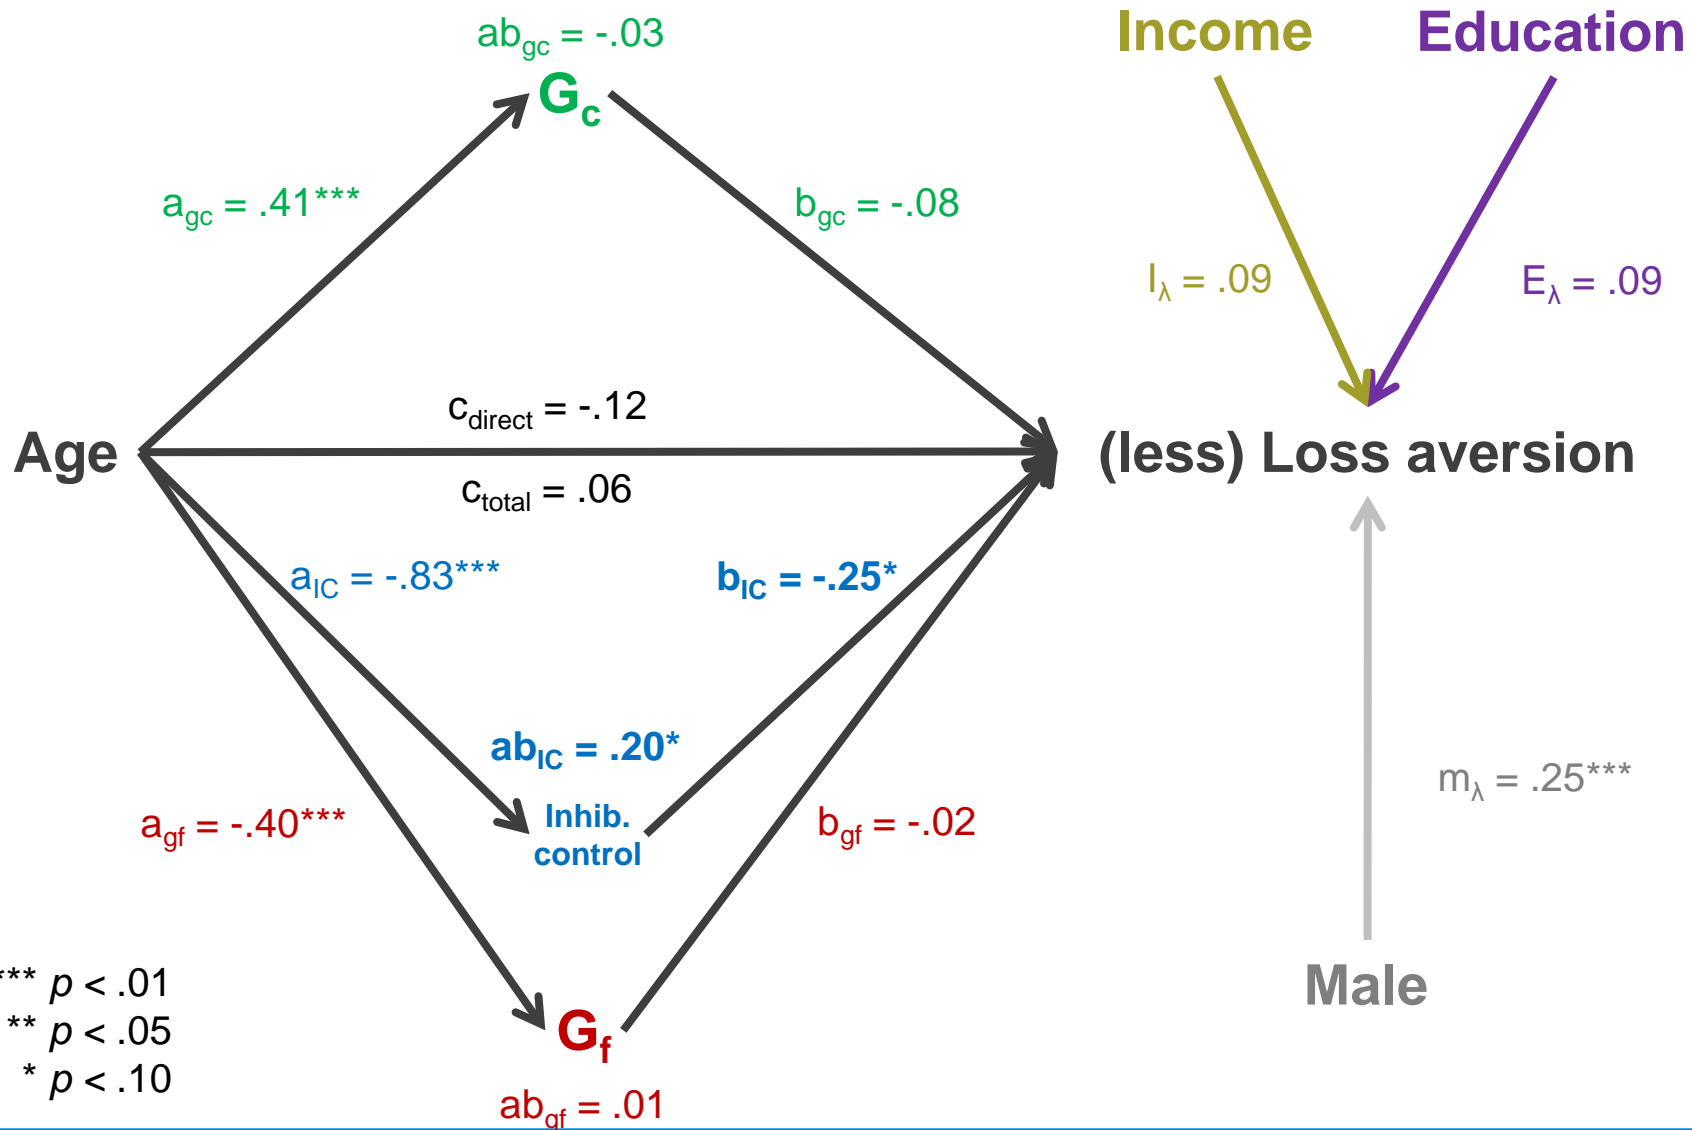 ab_gc = -.03
Income
Education
G_c
a_gc = .41***
b_gc = -.08
I_λ = .09
E_λ = .09
c_direct = -.12
Age
(less) Loss aversion
c_total = .06
a_IC = -.83***
b_IC = -.25*
ab_IC = .20*
m_λ = .25***
Inhib.
control
a_gf = -.40***
b_gf = -.02
*** p < .01
** p < .05
* p < .10
Male
G_f
ab_gf = .01